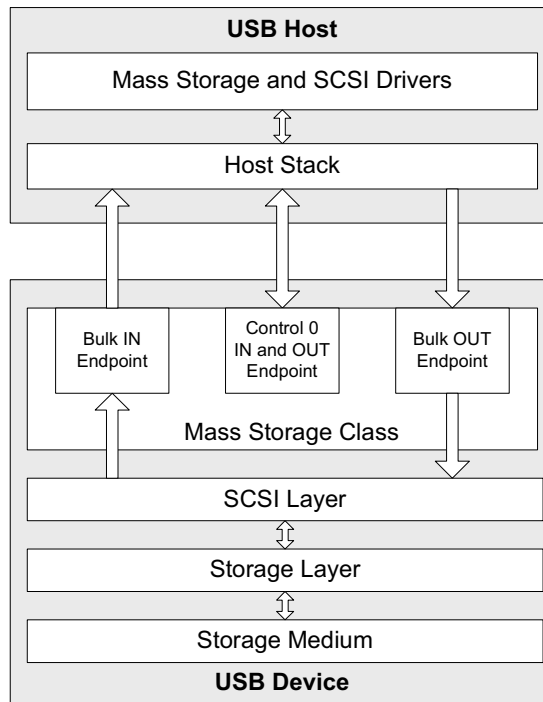 USB Host
Mass Storage and SCSI Drivers
Host Stack
Bulk IN
Endpoint
Control 0
IN and OUT
Endpoint
Bulk OUT
Endpoint
Mass Storage Class
SCSI Layer
Storage Layer
Storage Medium
USB Device